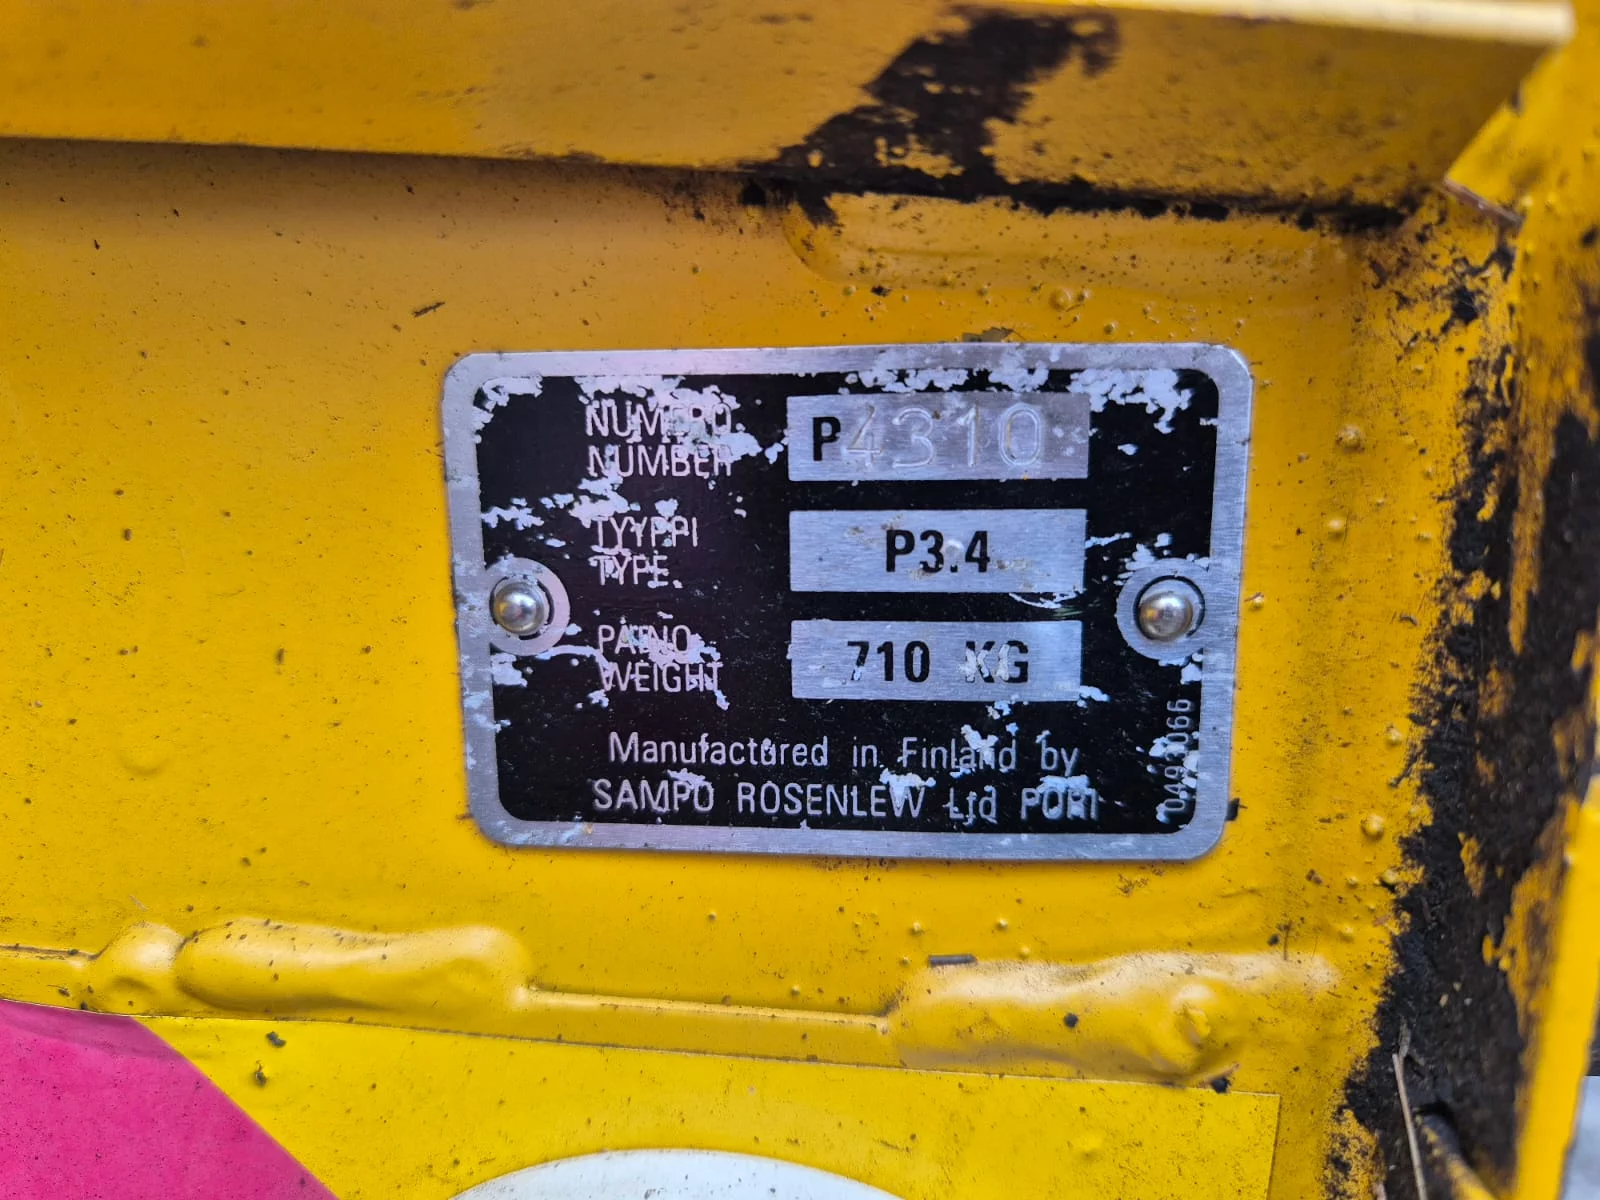 NUMERO
NUMBER
P4310
TYYPPI
TYPE
P3.4
PAINO
WEIGHT
710 KG
Manufactured in Finland by
SAMPO ROSENLEW Ltd PORI
10493066